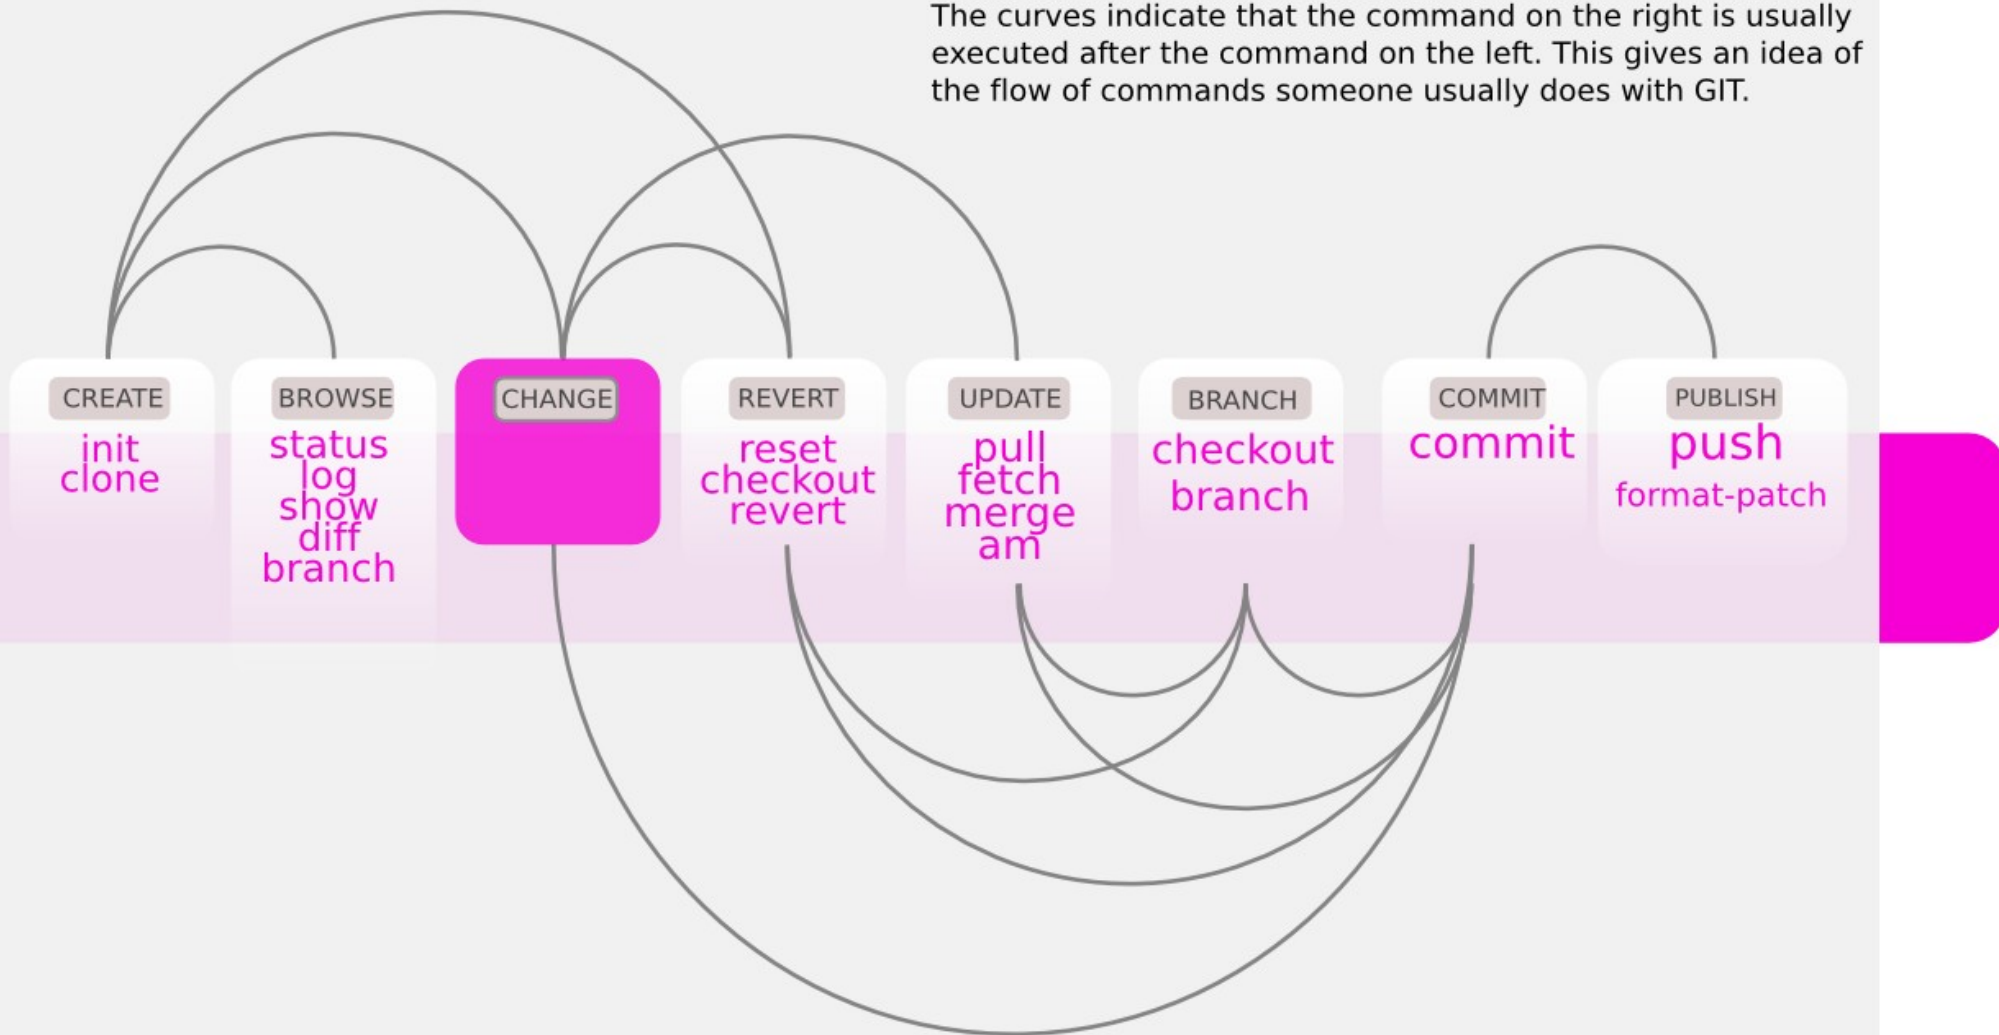 The curves indicate that the command on the right is usually
executed after the command on the left. This gives an idea of
the flow of commands someone usually does with GIT.
CREATE
init
clone
BROWSE
status
log
show
diff
branch
CHANGE
REVERT
reset
checkout
revert
UPDATE
pull
fetch
merge
am
BRANCH
checkout
branch
COMMIT
commit
PUBLISH
push
format-patch